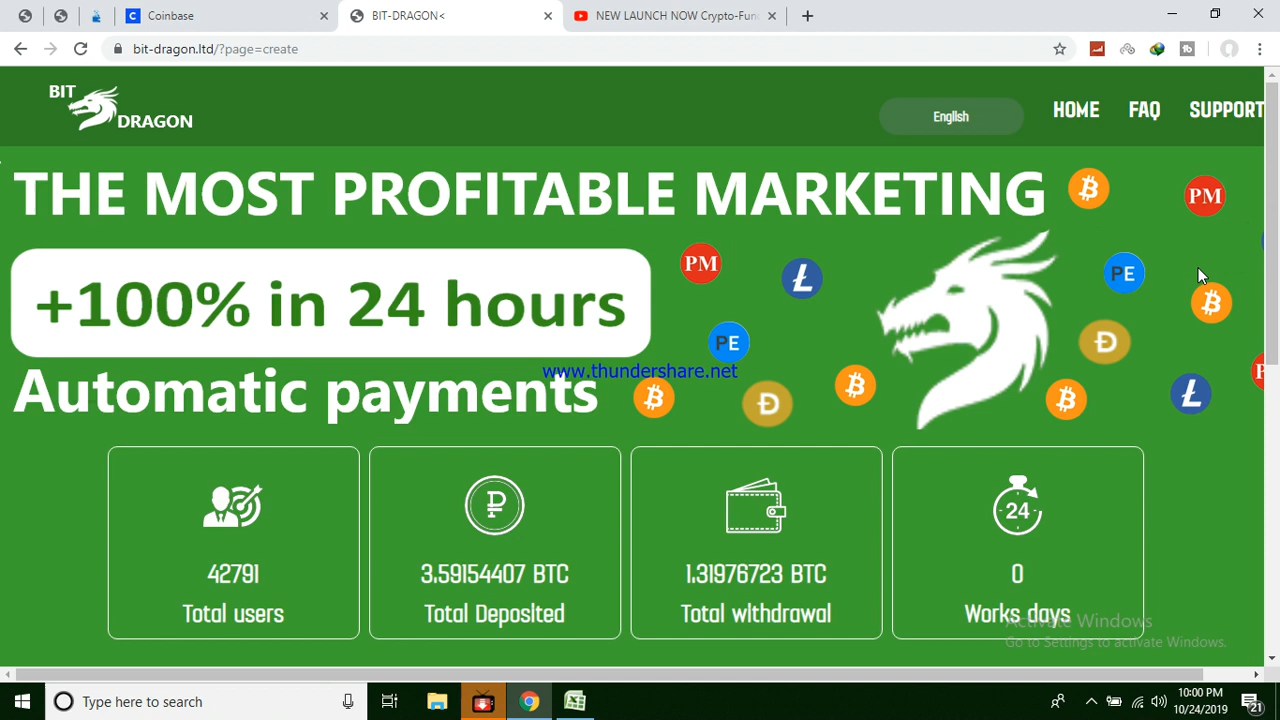 Coinbase
BIT-DRAGON<
NEW LAUNCH NOW Crypto-Fun
bit-dragon.ltd/?page=create
BIT
DRAGON
English
HOME
FAQ
SUPPORT
THE MOST PROFITABLE MARKETING
+100% in 24 hours
Automatic payments
www.thundershare.net
PM
PM
PE
PE
24
42791
Total users
3.59154407 BTC
Total Deposited
1.31976723 BTC
Total withdrawal
0
Works days
Activate Windows
Go to Settings to activate Windows.
Type here to search
10:00 PM
10/24/2019
21